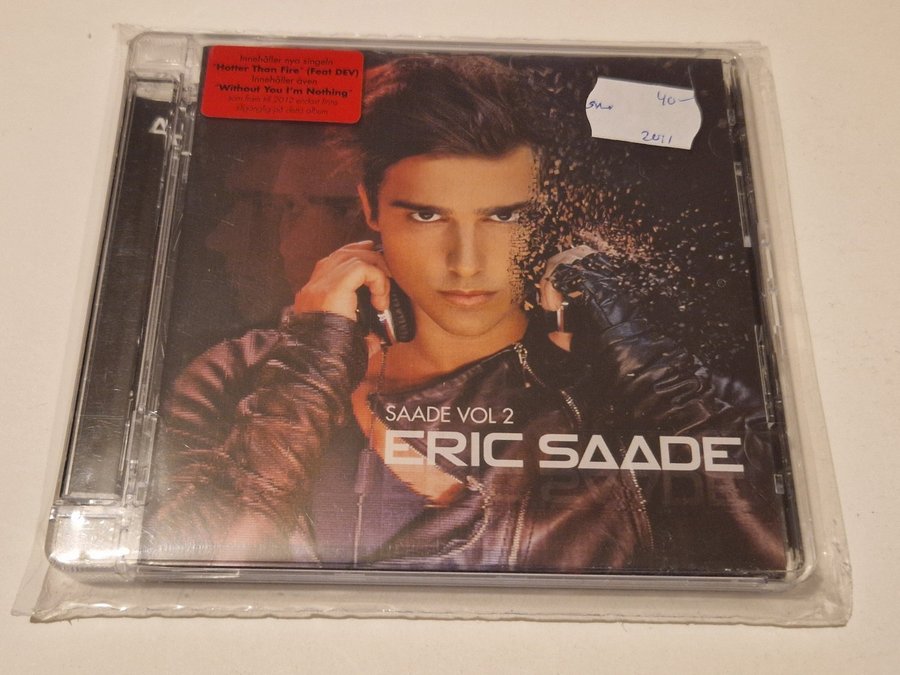 Innehåller nya singeln
"Hotter Than Fire" (Feat DEV)
Innehåller även
"Without You I'm Nothing"
40-
2011
SAADE VOL 2
ERIC SAADE